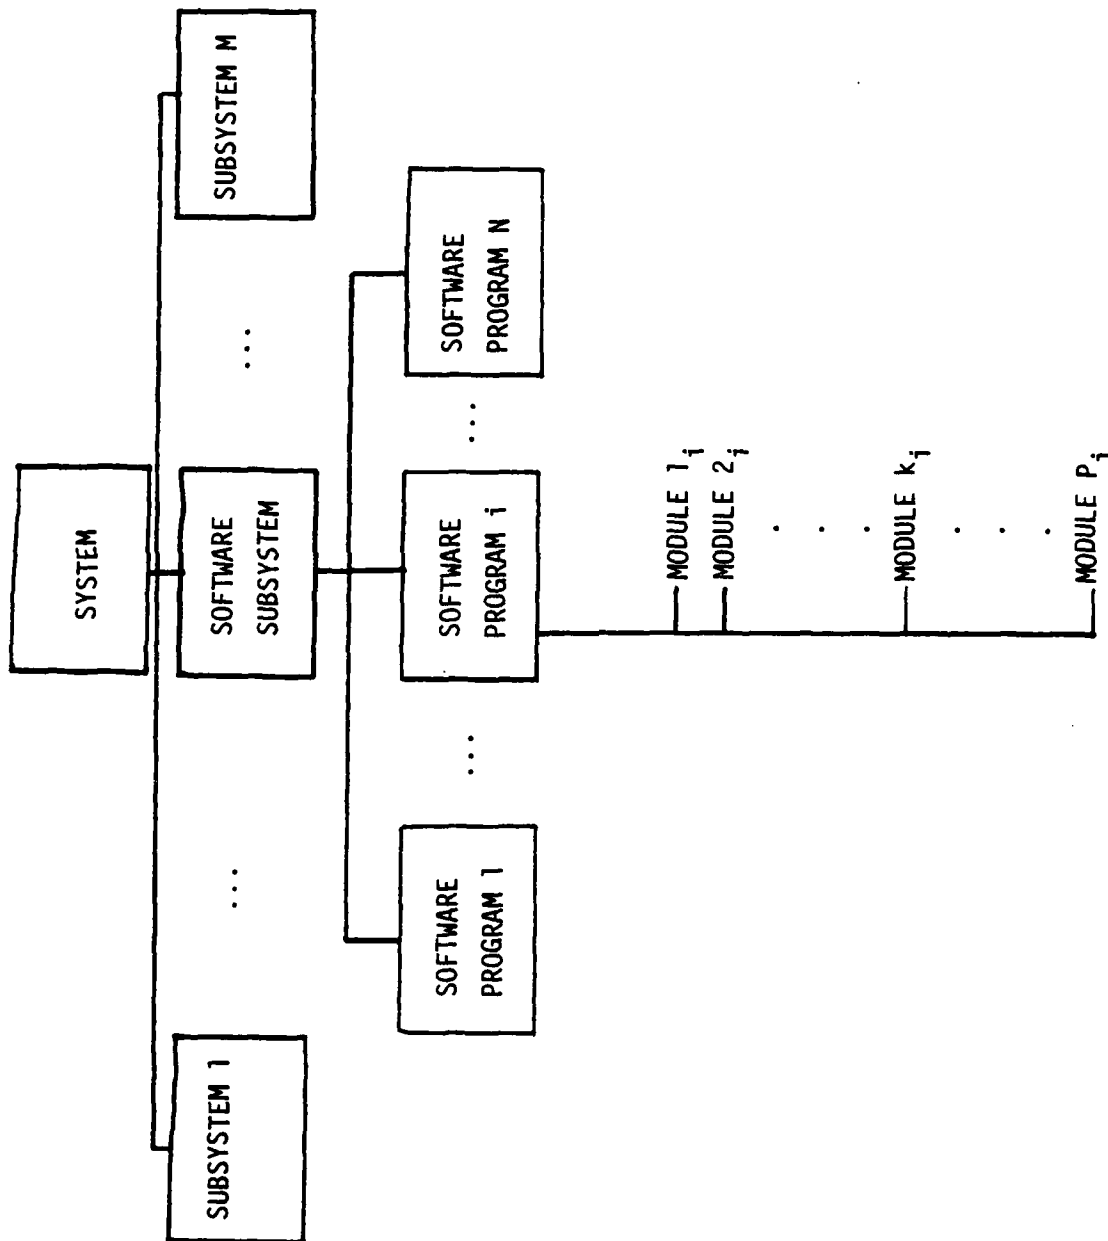 SYSTEM
SUBSYSTEM 1
...
SOFTWARE
SUBSYSTEM
...
SUBSYSTEM M
SOFTWARE
PROGRAM 1
...
SOFTWARE
PROGRAM i
...
SOFTWARE
PROGRAM N
MODULE 1i
MODULE 2i
.
.
.
MODULE ki
.
.
.
MODULE Pi